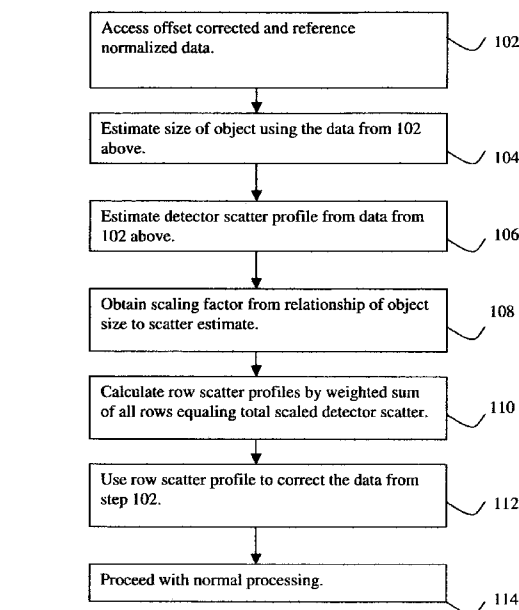 Access offset corrected and reference
normalized data.
102
Estimate size of object using the data from 102
above.
104
Estimate detector scatter profile from data from
102 above.
106
Obtain scaling factor from relationship of object
size to scatter estimate.
108
Calculate row scatter profiles by weighted sum
of all rows equaling total scaled detector scatter.
110
Use row scatter profile to correct the data from
step 102.
112
Proceed with normal processing.
114